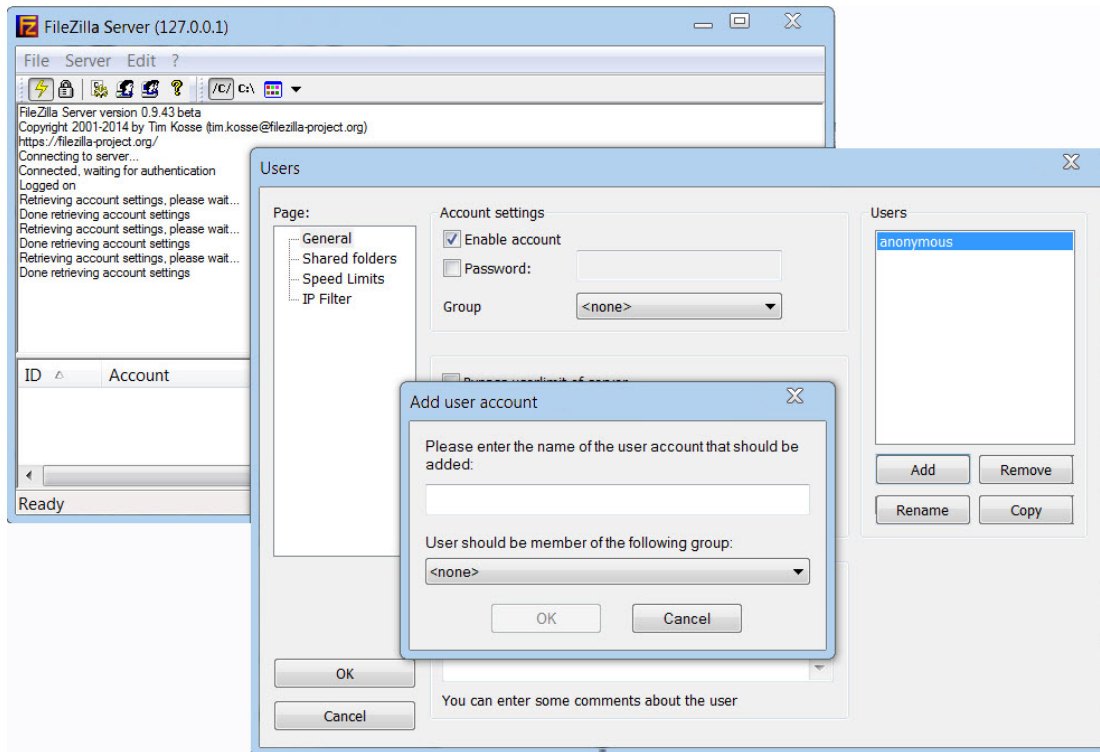 FileZilla Server (127.0.0.1)
File Server Edit ?
/C/ C:\
FileZilla Server version 0.9.43 beta
Copyright 2001-2014 by Tim Kosse (tim.kosse@filezilla-project.org)
https://filezilla-project.org/
Connecting to server...
Connected, waiting for authentication
Logged on
Retrieving account settings, please wait...
Done retrieving account settings
Retrieving account settings, please wait...
Done retrieving account settings
Retrieving account settings, please wait...
Done retrieving account settings
ID Account
Ready
Users
Page:
General
Shared folders
Speed Limits
IP Filter
OK
Cancel
Account settings
Enable account
Password:
Group <none>
Add user account
Please enter the name of the user account that should be
added:
User should be member of the following group:
<none>
OK Cancel
You can enter some comments about the user
Users
anonymous
Add Remove
Rename Copy